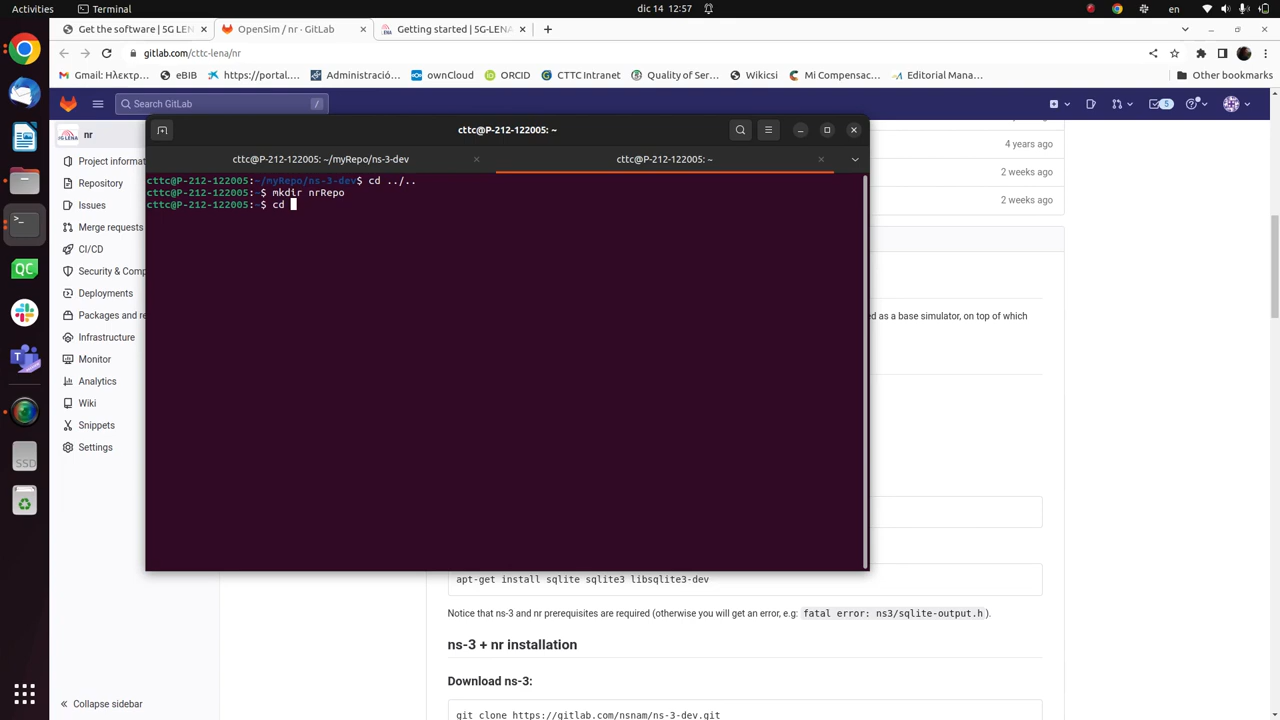 Activities
Terminal
dic 14 12:57
en
Get the software | 5G LENA
OpenSim / nr · GitLab
Getting started | 5G-LENA
gitlab.com/cttc-lena/nr
Gmail: Ηλεκτρ...
eBIB
https://portal....
Administració...
ownCloud
ORCID
CTTC Intranet
Quality of Ser...
Wikicsi
Mi Compensac...
Editorial Mana...
Other bookmarks
Search GitLab
/
5
nr
Project informat
Repository
Issues
Merge requests
CI/CD
Security & Comp
Deployments
Packages and re
Infrastructure
Monitor
Analytics
Wiki
Snippets
Settings
Collapse sidebar
cttc@P-212-122005: ~
cttc@P-212-122005: ~/myRepo/ns-3-dev
cttc@P-212-122005: ~
cttc@P-212-122005:~/myRepo/ns-3-dev$ cd ../..
cttc@P-212-122005:~$ mkdir nrRepo
cttc@P-212-122005:~$ cd
4 years ago
2 weeks ago
2 weeks ago
ed as a base simulator, on top of which
apt-get install sqlite sqlite3 libsqlite3-dev
Notice that ns-3 and nr prerequisites are required (otherwise you will get an error, e.g: fatal error: ns3/sqlite-output.h ).
ns-3 + nr installation
Download ns-3:
git clone https://gitlab.com/nsnam/ns-3-dev.git
QC
SSD